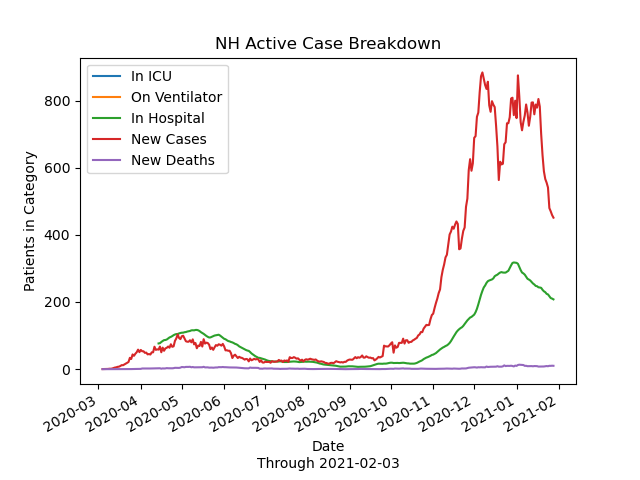 NH Active Case Breakdown
In ICU
On Ventilator
In Hospital
New Cases
New Deaths
Patients in Category
800
600
400
200
0
2020-03
2020-04
2020-05
2020-06
2020-07
2020-08
2020-09
2020-10
2020-11
2020-12
2021-01
2021-02
Date
Through 2021-02-03